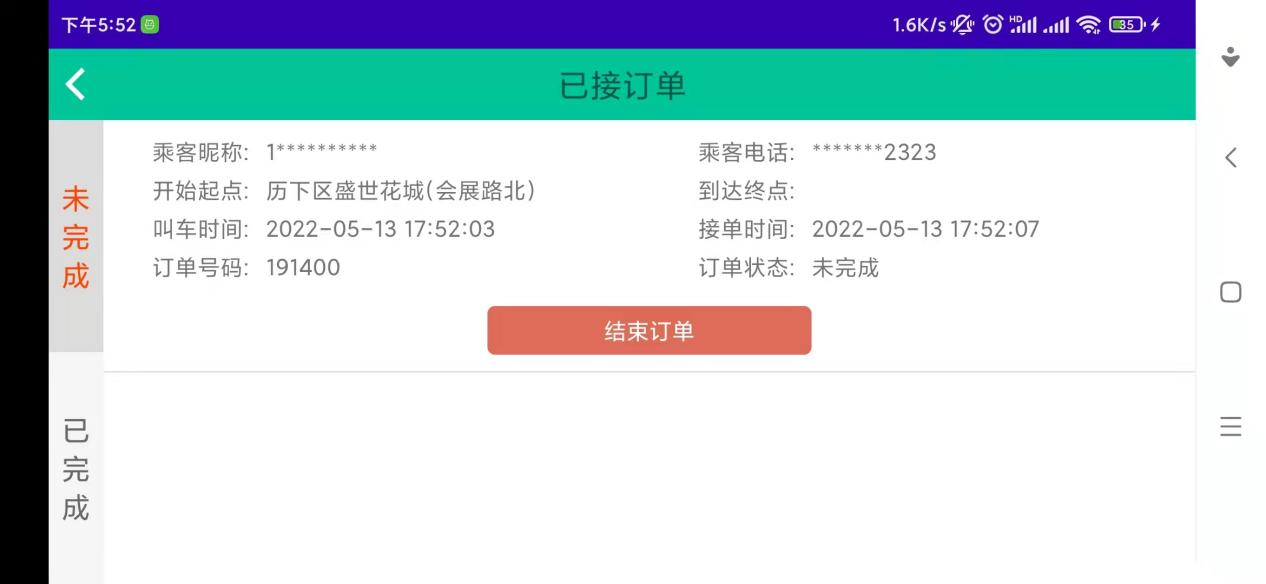 下午5:52
1.6K/s HD 35
已接订单
未完成
已完成
乘客昵称: 1**********
乘客电话: *******2323
开始起点: 历下区盛世花城(会展路北)
到达终点:
叫车时间: 2022-05-13 17:52:03
接单时间: 2022-05-13 17:52:07
订单号码: 191400
订单状态: 未完成
结束订单